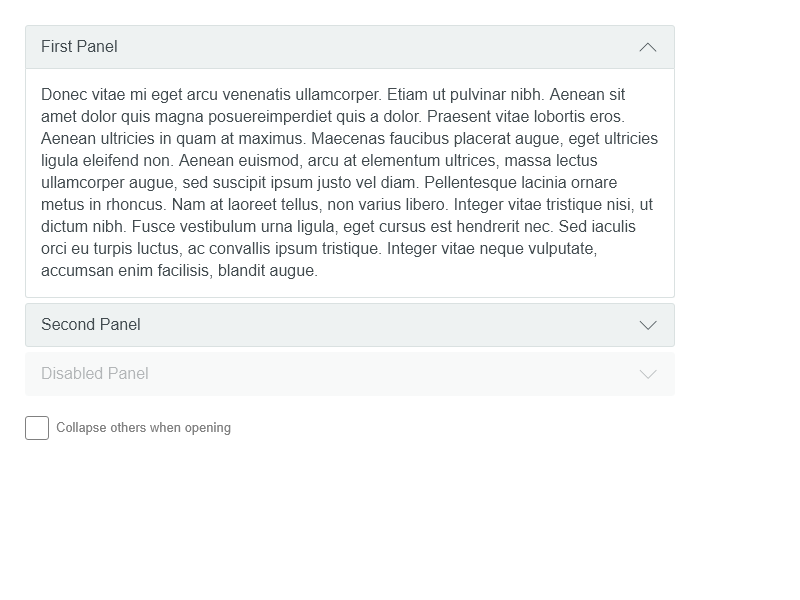 First Panel
Donec vitae mi eget arcu venenatis ullamcorper. Etiam ut pulvinar nibh. Aenean sit
amet dolor quis magna posuereimperdiet quis a dolor. Praesent vitae lobortis eros.
Aenean ultricies in quam at maximus. Maecenas faucibus placerat augue, eget ultricies
ligula eleifend non. Aenean euismod, arcu at elementum ultrices, massa lectus
ullamcorper augue, sed suscipit ipsum justo vel diam. Pellentesque lacinia ornare
metus in rhoncus. Nam at laoreet tellus, non varius libero. Integer vitae tristique nisi, ut
dictum nibh. Fusce vestibulum urna ligula, eget cursus est hendrerit nec. Sed iaculis
orci eu turpis luctus, ac convallis ipsum tristique. Integer vitae neque vulputate,
accumsan enim facilisis, blandit augue.
Second Panel
Disabled Panel
Collapse others when opening